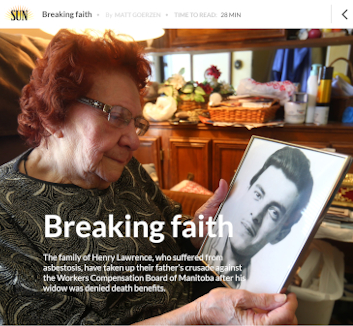 SUN
Breaking faith • By MATT GOERZEN • TIME TO READ: 28 MIN
Breaking faith
The family of Henry Lawrence, who suffered from
asbestosis, have taken up their father's crusade against
the Workers Compensation Board of Manitoba after his
widow was denied death benefits.